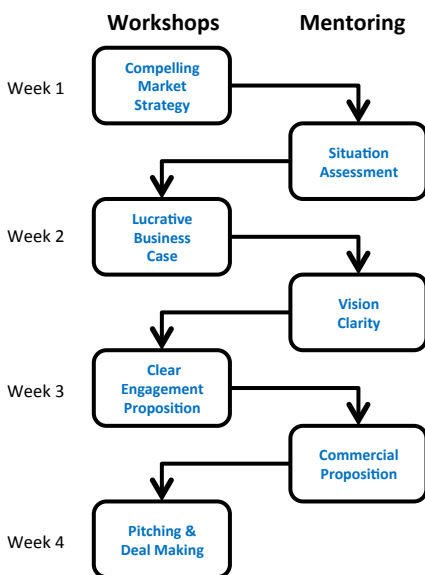 Workshops Mentoring
Week 1
Compelling
Market
Strategy
Situation
Assessment
Week 2
Lucrative
Business
Case
Vision
Clarity
Week 3
Clear
Engagement
Proposition
Commercial
Proposition
Week 4
Pitching &
Deal Making